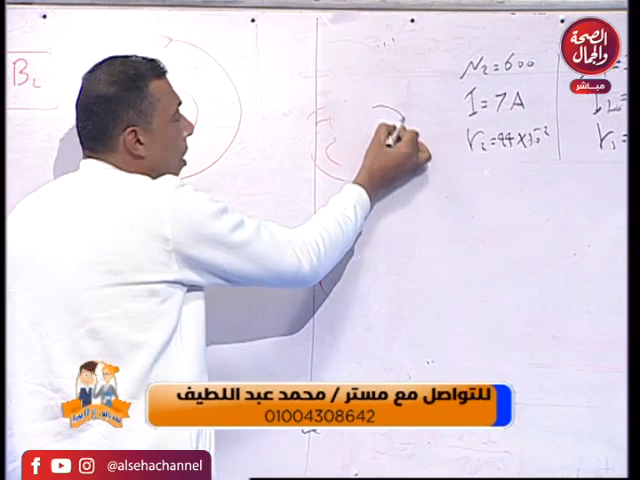 الصحة
والجمال
مباشر
B₂
N₂ = 600
I = 7A
r₂ = 44 × 10⁻²
للتواصل مع مستر / محمد عبد اللطيف
01004308642
@alsehachannel